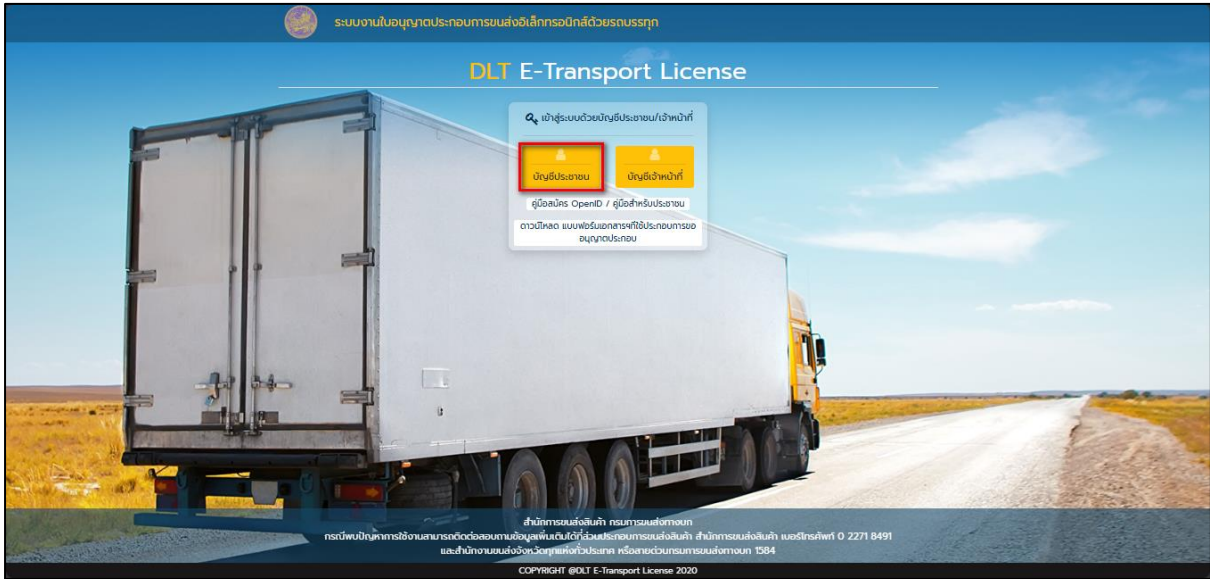 ระบบงานใบอนุญาตประกอบการขนส่งอิเล็กทรอนิกส์ด้วยรถบรรทุก
DLT E-Transport License
เข้าสู่ระบบด้วยบัญชีประชาชน/เจ้าหน้าที่
บัญชีประชาชน บัญชีเจ้าหน้าที่
คู่มือสมัคร OpenID / คู่มือสำหรับประชาชน
ดาวน์โหลด แบบฟอร์มเอกสารฯที่ใช้ประกอบการขอ
อนุญาตประกอบ
สำนักการขนส่งสินค้า กรมการขนส่งทางบก
กรณีพบปัญหาการใช้งานสามารถติดต่อสอบถามข้อมูลเพิ่มเติมได้ที่ส่วนประกอบการขนส่งสินค้า สำนักการขนส่งสินค้า เบอร์โทรศัพท์ 0 2271 8491
และสำนักงานขนส่งจังหวัดทุกแห่งทั่วประเทศ หรือสายด่วนกรมการขนส่งทางบก 1584
COPYRIGHT @DLT E-Transport License 2020